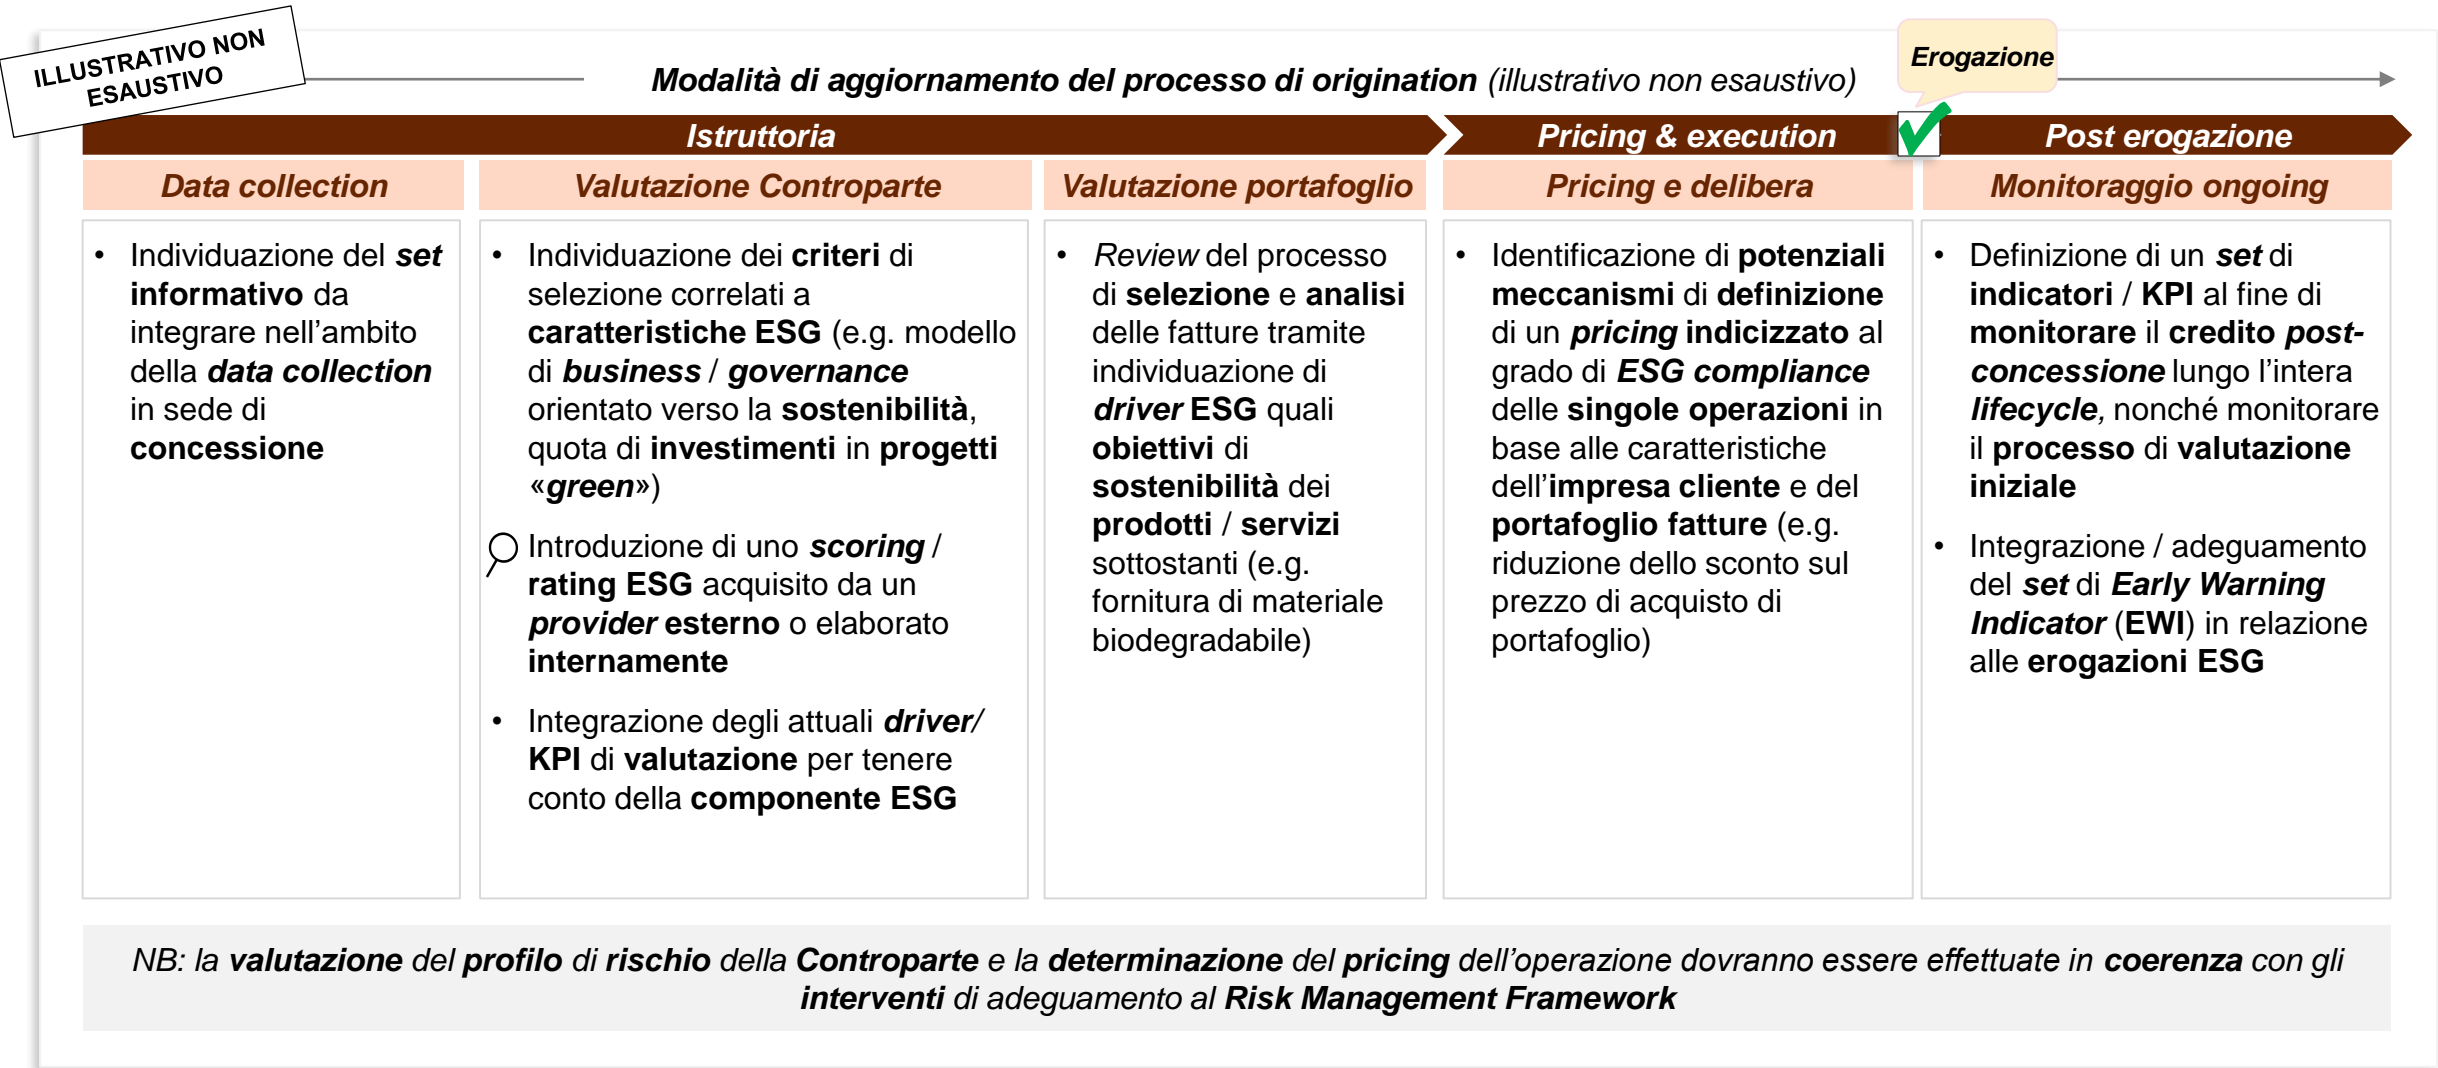 ILLUSTRATIVO NON
ESAUSTIVO
Modalità di aggiornamento del processo di origination (illustrativo non esaustivo)
Erogazione
Istruttoria
Pricing & execution
Post erogazione
Data collection
Valutazione Controparte
Valutazione portafoglio
Pricing e delibera
Monitoraggio ongoing
• Individuazione del set
informativo da
integrare nell’ambito
della data collection
in sede di
concessione
• Individuazione dei criteri di
selezione correlati a
caratteristiche ESG (e.g. modello
di business / governance
orientato verso la sostenibilità,
quota di investimenti in progetti
«green»)
Introduzione di uno scoring /
rating ESG acquisito da un
provider esterno o elaborato
internamente
• Integrazione degli attuali driver/
KPI di valutazione per tenere
conto della componente ESG
• Review del processo
di selezione e analisi
delle fatture tramite
individuazione di
driver ESG quali
obiettivi di
sostenibilità dei
prodotti / servizi
sottostanti (e.g.
fornitura di materiale
biodegradabile)
• Identificazione di potenziali
meccanismi di definizione
di un pricing indicizzato al
grado di ESG compliance
delle singole operazioni in
base alle caratteristiche
dell’impresa cliente e del
portafoglio fatture (e.g.
riduzione dello sconto sul
prezzo di acquisto di
portafoglio)
• Definizione di un set di
indicatori / KPI al fine di
monitorare il credito post-
concessione lungo l’intera
lifecycle, nonché monitorare
il processo di valutazione
iniziale
• Integrazione / adeguamento
del set di Early Warning
Indicator (EWI) in relazione
alle erogazioni ESG
NB: la valutazione del profilo di rischio della Controparte e la determinazione del pricing dell’operazione dovranno essere effettuate in coerenza con gli
interventi di adeguamento al Risk Management Framework